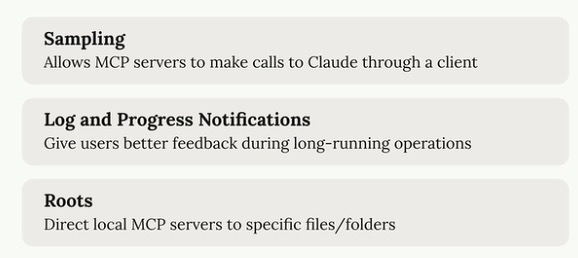 Sampling
Allows MCP servers to make calls to Claude through a client
Log and Progress Notifications
Give users better feedback during long-running operations
Roots
Direct local MCP servers to specific files/folders